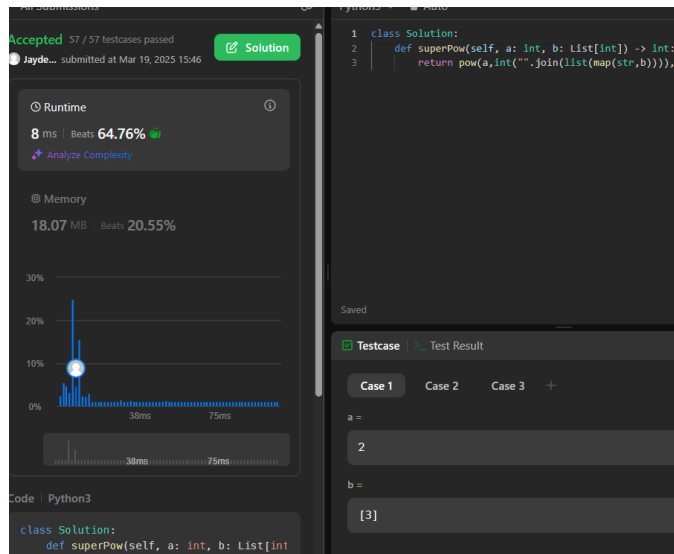 All Submissions
Accepted 57 / 57 testcases passed
Jayde... submitted at Mar 19, 2025 15:46
Solution
Runtime
8 ms | Beats 64.76%
Analyze Complexity
Memory
18.07 MB | Beats 20.55%
30%
20%
10%
0%
38ms 75ms
38ms 75ms
Code | Python3
class Solution:
def superPow(self, a: int, b: List[int
Python3 Auto
1 class Solution:
2 def superPow(self, a: int, b: List[int]) -> int:
3 return pow(a,int("".join(list(map(str,b)))),
Saved
Testcase | >_ Test Result
Case 1 Case 2 Case 3 +
a =
2
b =
[3]